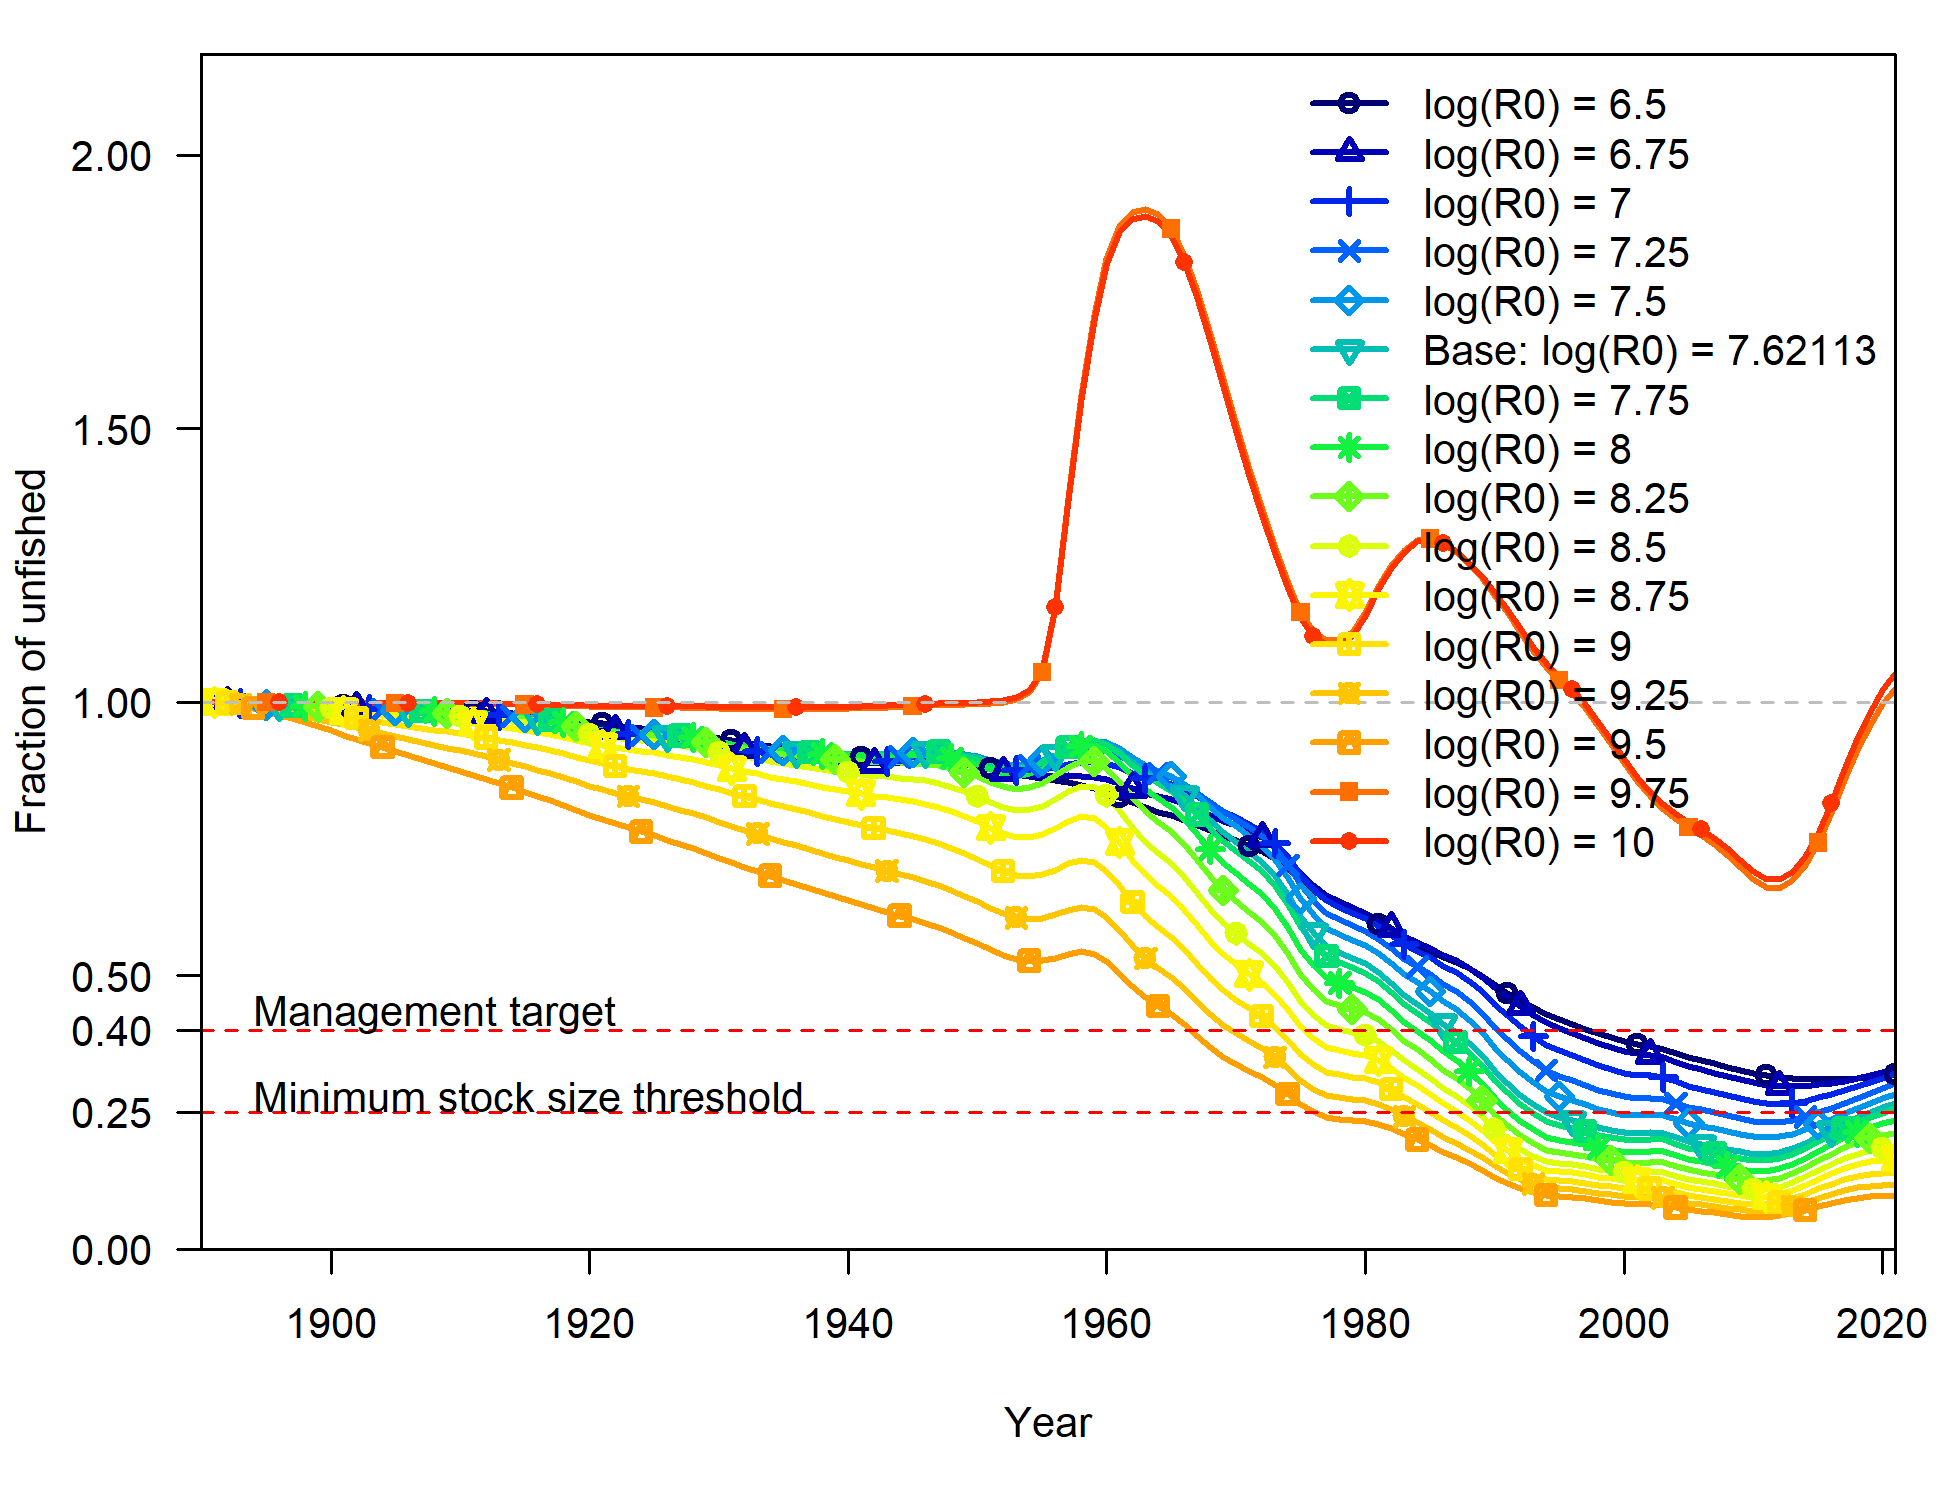 log(R0) = 6.5
log(R0) = 6.75
log(R0) = 7
log(R0) = 7.25
log(R0) = 7.5
Base: log(R0) = 7.62113
log(R0) = 7.75
log(R0) = 8
log(R0) = 8.25
log(R0) = 8.5
log(R0) = 8.75
log(R0) = 9
log(R0) = 9.25
log(R0) = 9.5
log(R0) = 9.75
log(R0) = 10
2.00
1.50
1.00
0.50
0.40
0.25
0.00
Fraction of unfished
Management target
Minimum stock size threshold
1900 1920 1940 1960 1980 2000 2020
Year